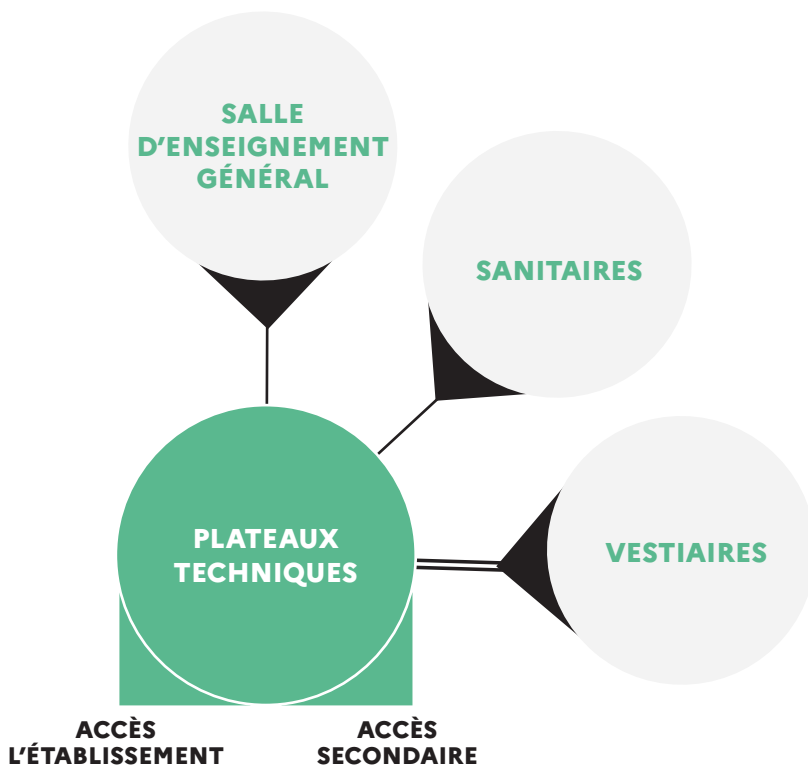 SALLE
D'ENSEIGNEMENT
GÉNÉRAL
SANITAIRES
VESTIAIRES
PLATEAUX
TECHNIQUES
ACCÈS
L'ÉTABLISSEMENT
ACCÈS
SECONDAIRE